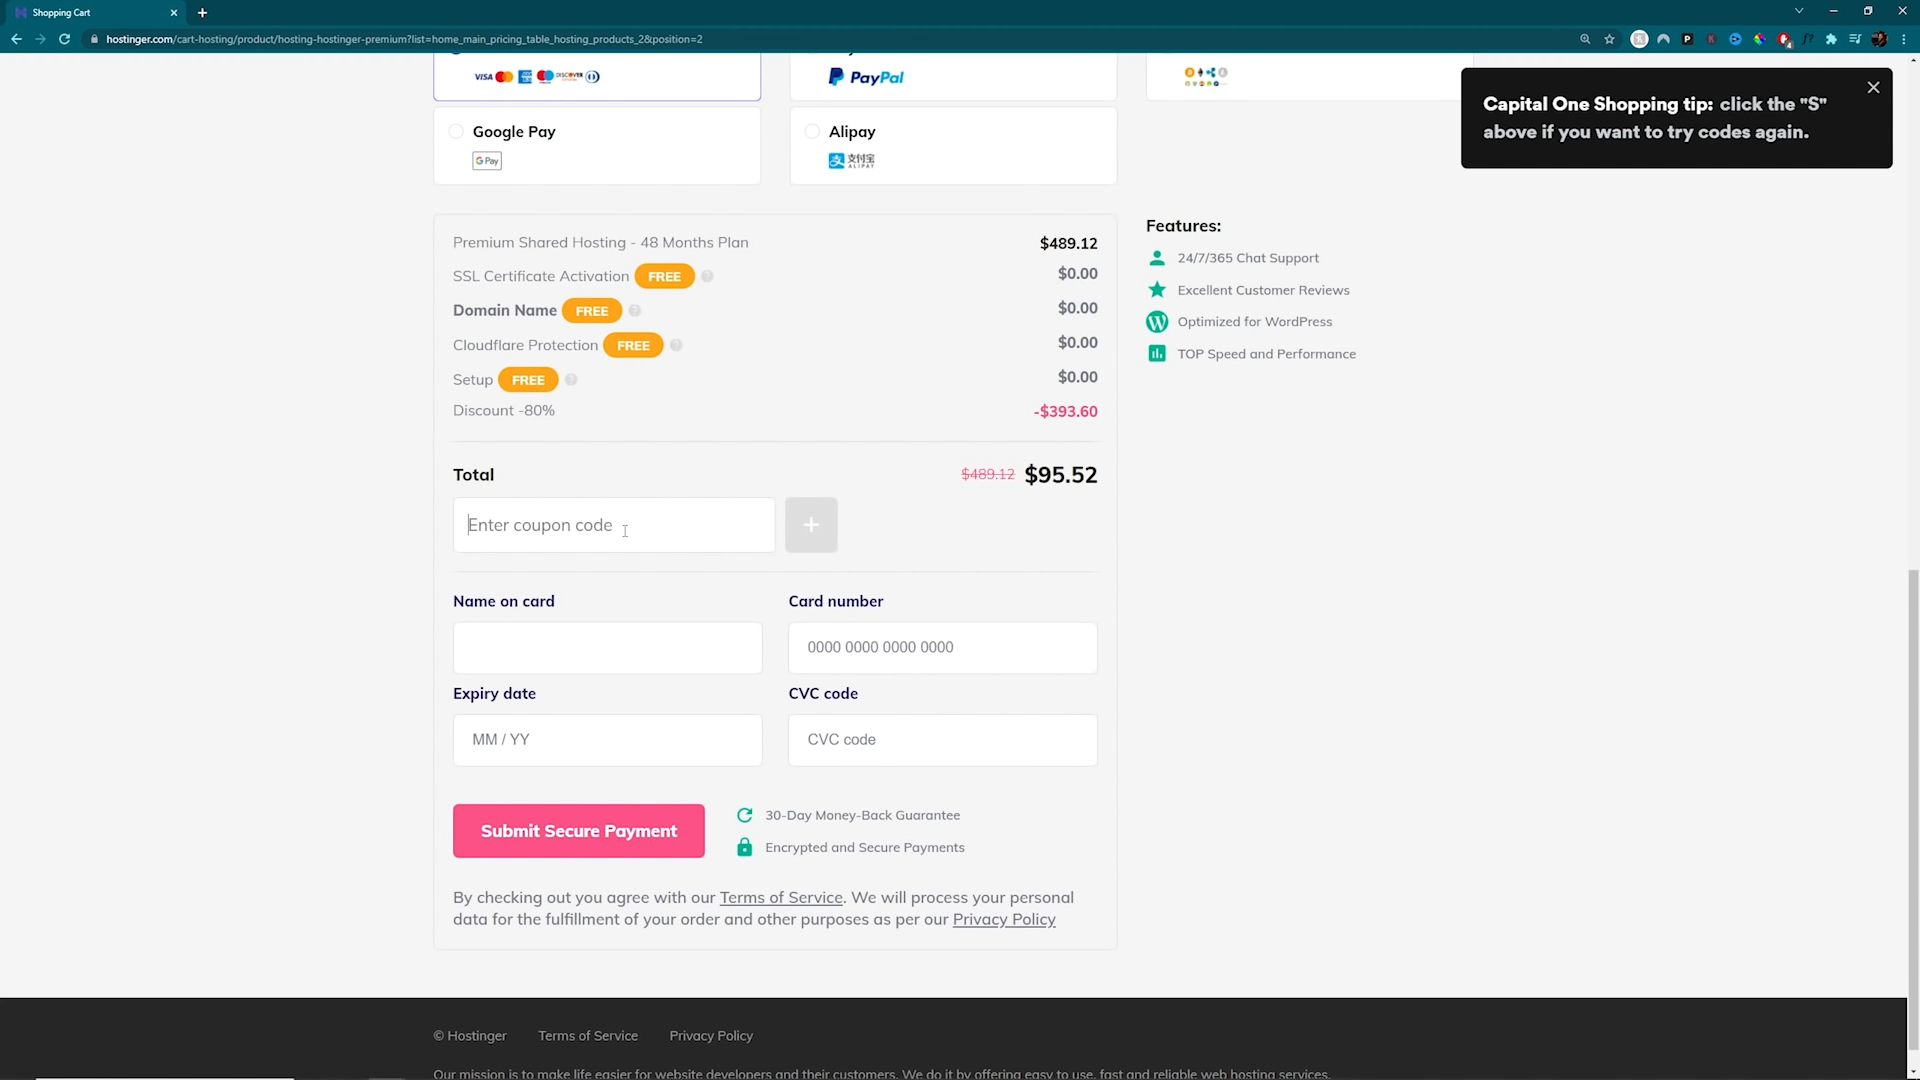 Shopping Cart
hostinger.com/cart-hosting/product/hosting-hostinger-premium?list=home_main_pricing_table_hosting_products_2&position=2
VISA
DISCOVER
PayPal
Capital One Shopping tip: click the "S"
above if you want to try codes again.
Google Pay
G Pay
Alipay
支付宝
ALIPAY
Premium Shared Hosting - 48 Months Plan $489.12
SSL Certificate Activation FREE ? $0.00
Domain Name FREE ? $0.00
Cloudflare Protection FREE ? $0.00
Setup FREE ? $0.00
Discount -80% -$393.60
Total $489.12 $95.52
Enter coupon code +
Features:
24/7/365 Chat Support
Excellent Customer Reviews
Optimized for WordPress
TOP Speed and Performance
Name on card Card number
0000 0000 0000 0000
Expiry date CVC code
MM / YY CVC code
Submit Secure Payment
30-Day Money-Back Guarantee
Encrypted and Secure Payments
By checking out you agree with our Terms of Service. We will process your personal
data for the fulfillment of your order and other purposes as per our Privacy Policy
© Hostinger Terms of Service Privacy Policy
Our mission is to make life easier for website developers and their customers. We do it by offering easy to use, fast and reliable web hosting services.